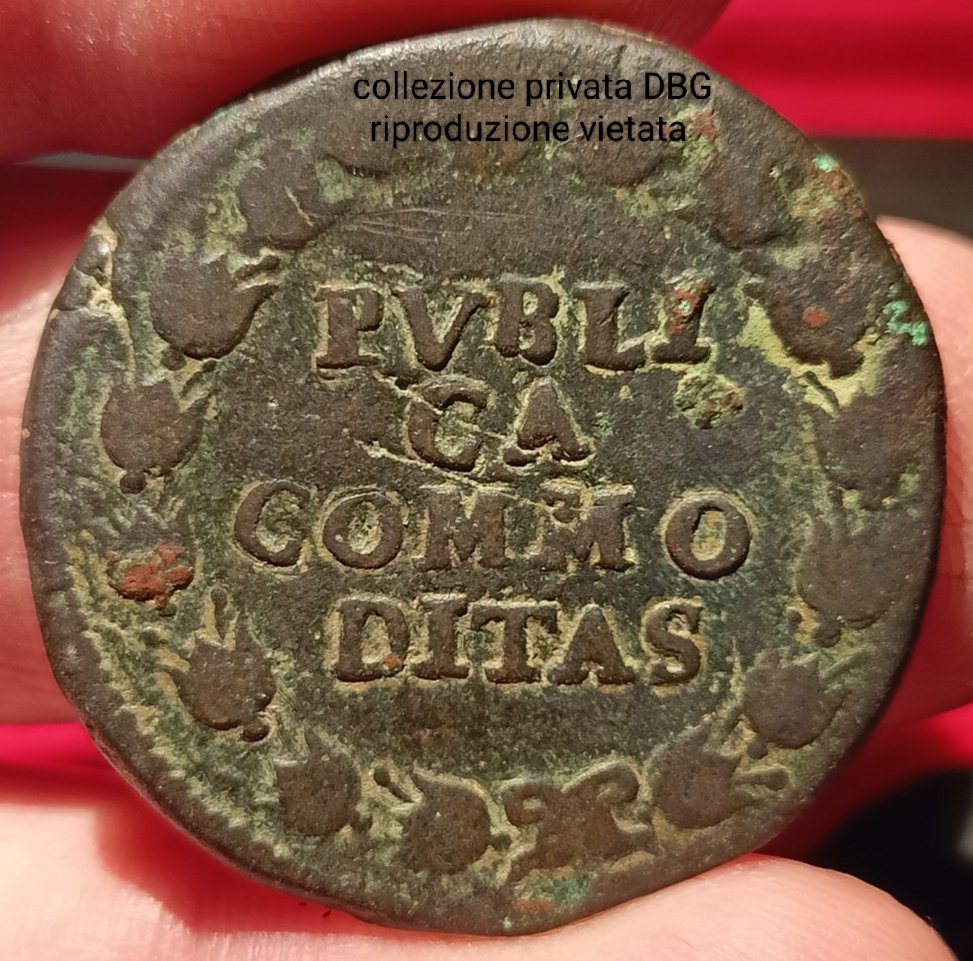 collezione privata DBG
riproduzione vietata
PVBLI
CA
COMMO
DITAS